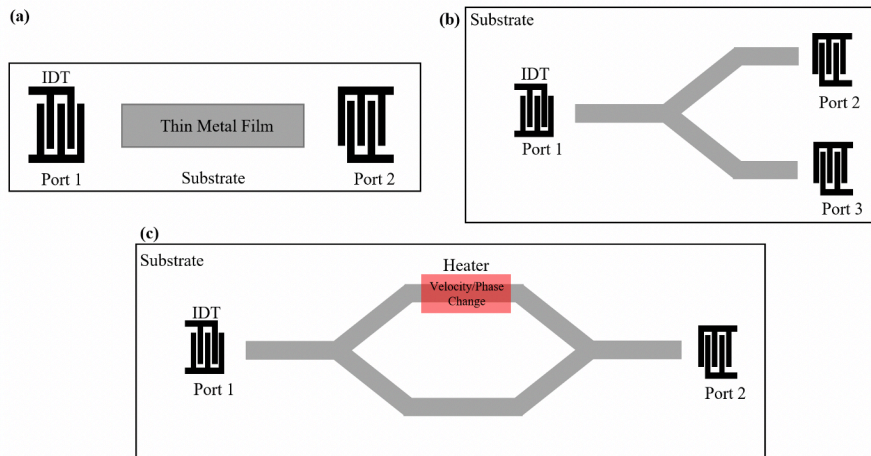 (a)
IDT
Thin Metal Film
Port 1
Substrate
Port 2
(b)
Substrate
IDT
Port 1
Port 2
Port 3
(c)
Substrate
Heater
Velocity/Phase
Change
IDT
Port 1
Port 2